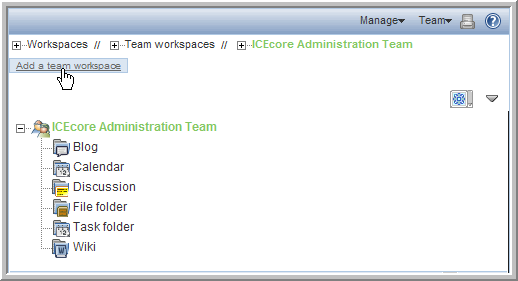 Manage Team
Workspaces // Team workspaces // ICEcore Administration Team
Add a team workspace
ICEcore Administration Team
Blog
Calendar
Discussion
File folder
Task folder
Wiki